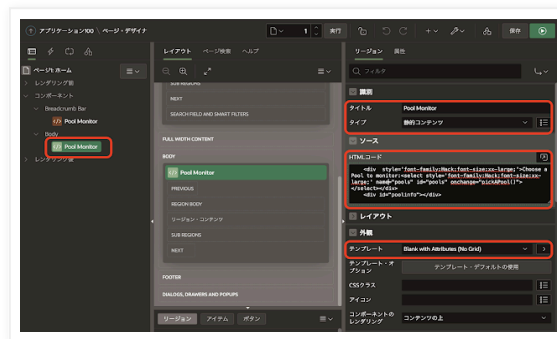 アプリケーション100 \ ページ・デザイナ
1
実行
保存
ページ1: ホーム
レンダリング前
コンポーネント
Breadcrumb Bar
Pool Monitor
Body
Pool Monitor
レンダリング後
レイアウト
ページ検索
ヘルプ
SUB REGIONS
NEXT
SEARCH FIELD AND SMART FILTERS
FULL WIDTH CONTENT
BODY
Pool Monitor
PREVIOUS
REGION BODY
リージョン・コンテンツ
SUB REGIONS
NEXT
FOOTER
DIALOGS, DRAWERS AND POPUPS
リージョン
アイテム
ボタン
リージョン
属性
フィルタ
識別
タイトル
Pool Monitor
タイプ
静的コンテンツ
ソース
HTMLコード
<div style='font-family:Hack;font-size:xx-large;'>Choose a
Pool to monitor:<select style='font-family:Hack;font-size:xx-
large;' name="pools" id="pools" onchange="pickAPool()">
</select></div>
<div id="poolinfo"></div>
レイアウト
外観
テンプレート
Blank with Attributes (No Grid)
テンプレート・オ
プション
テンプレート・デフォルトの使用
CSSクラス
アイコン
コンポーネントの
レンダリング
コンテンツの上